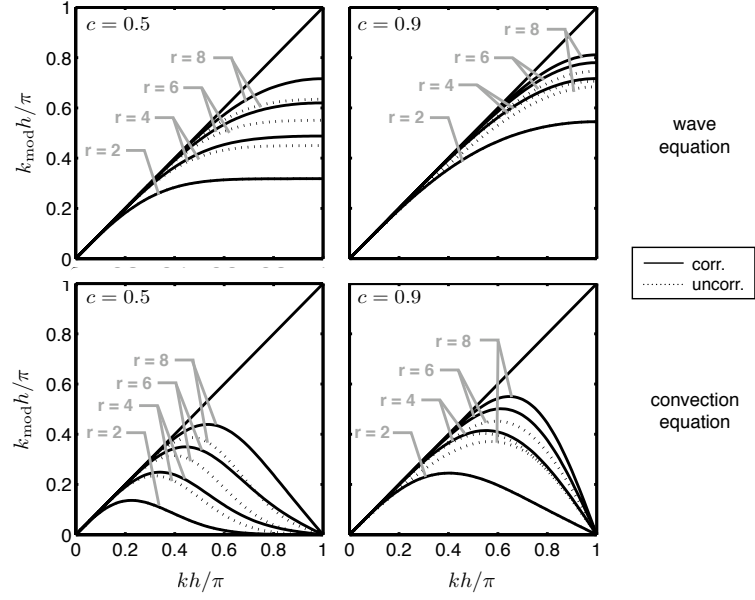 c = 0.5
c = 0.9
1
0.8
0.6
0.4
0.2
0
k_mod h/π
r = 8
r = 6
r = 4
r = 2
r = 8
r = 6
r = 4
r = 2
wave
equation
corr.
uncorr.
c = 0.5
c = 0.9
1
0.8
0.6
0.4
0.2
0
k_mod h/π
r = 8
r = 6
r = 4
r = 2
r = 8
r = 6
r = 4
r = 2
convection
equation
0 0.2 0.4 0.6 0.8 1
0 0.2 0.4 0.6 0.8 1
kh/π
kh/π